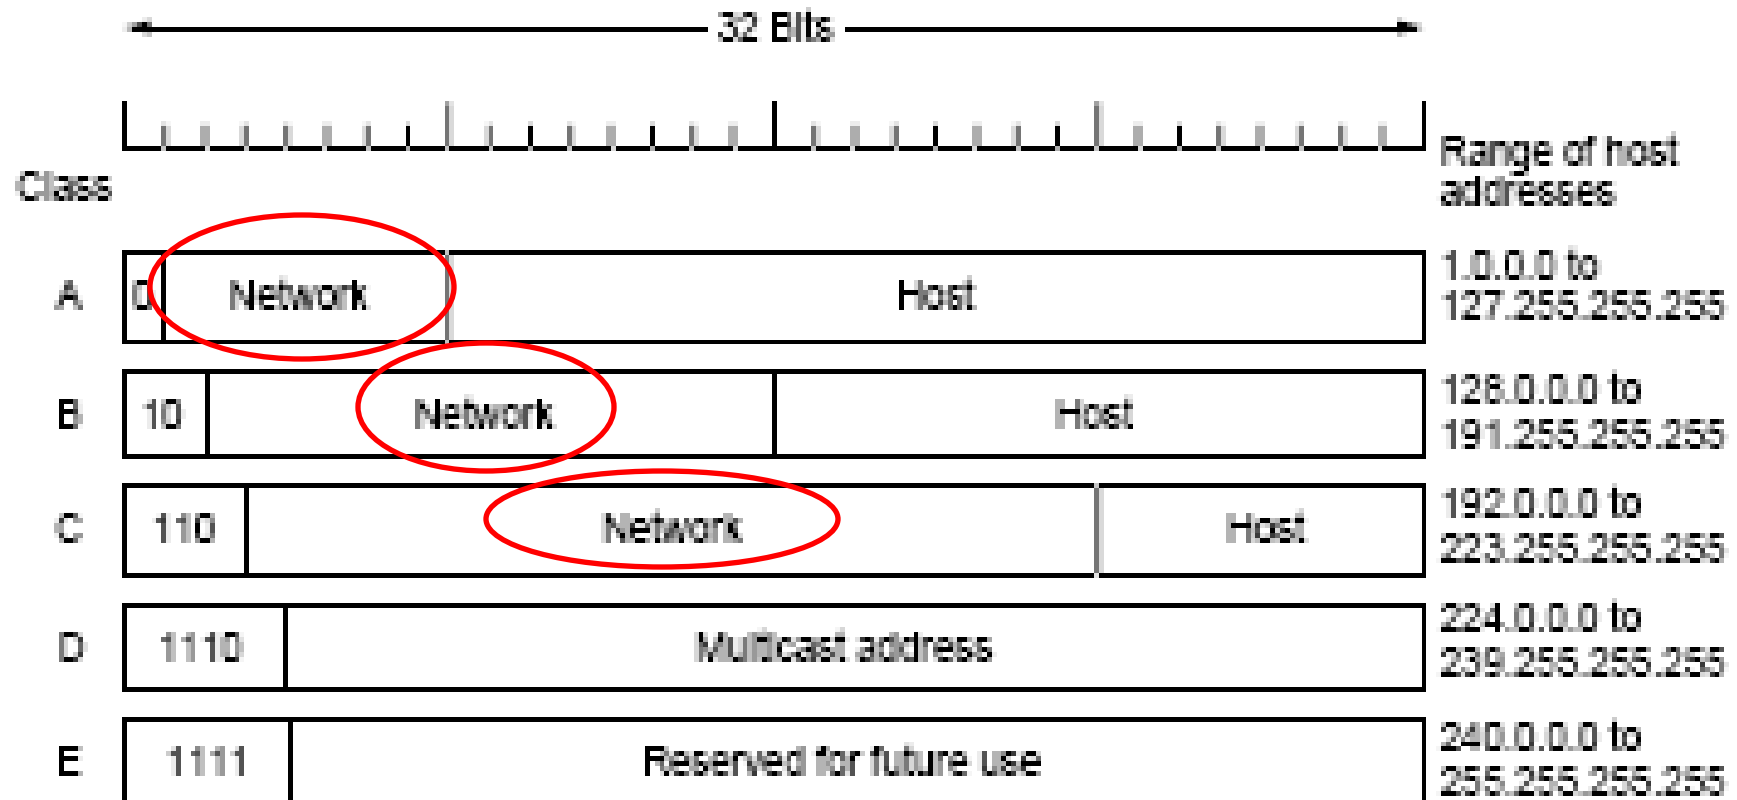 32 Bits
Range of host
addresses
Class
A
0
Network
Host
1.0.0.0 to
127.255.255.255
B
10
Network
Host
128.0.0.0 to
191.255.255.255
C
110
Network
Host
192.0.0.0 to
223.255.255.255
D
1110
Multicast address
224.0.0.0 to
239.255.255.255
E
1111
Reserved for future use
240.0.0.0 to
255.255.255.255